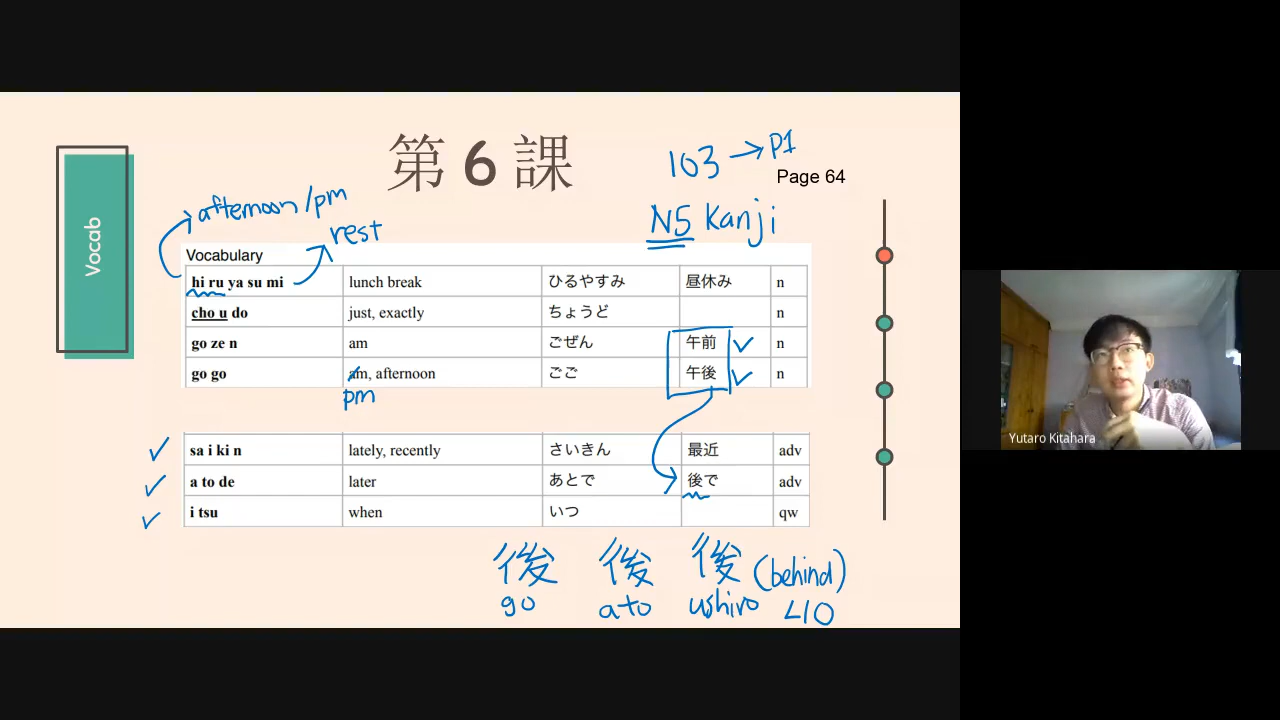 第 6 課
103 → P1
Page 64
N5 Kanji
afternoon/pm
rest
Vocab
Vocabulary
hi ru ya su mi lunch break ひるやすみ 昼休み n
cho u do just, exactly ちょうど n
go ze n am ごぜん 午前 n
go go am, afternoon ごご 午後 n
pm
sa i ki n lately, recently さいきん 最近 adv
a to de later あとで 後で adv
i tsu when いつ qw
後 後 後 (behind)
go ato ushiro L10
Yutaro Kitahara